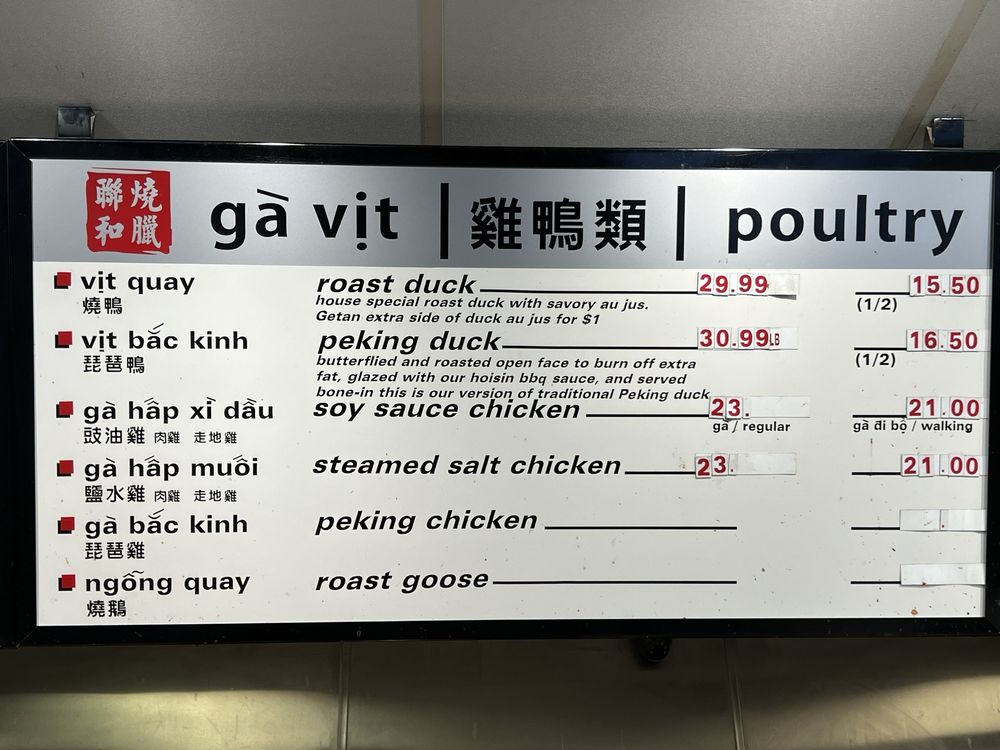 聯燒
和臘
gà vịt | 雞鴨類 | poultry
vịt quay roast duck 29.99 15.50
燒鴨 house special roast duck with savory au jus. (1/2)
Getan extra side of duck au jus for $1
vịt bắc kinh peking duck 30.99LB 16.50
琵琶鴨 butterflied and roasted open face to burn off extra (1/2)
fat, glazed with our hoisin bbq sauce, and served
bone-in this is our version of traditional Peking duck
gà hấp xì dầu soy sauce chicken 23. 21.00
豉油雞 肉雞 走地雞 gà / regular gà đi bộ / walking
gà hấp muối steamed salt chicken 23. 21.00
鹽水雞 肉雞 走地雞
gà bắc kinh peking chicken .
琵琶雞
ngỗng quay roast goose
燒鵝